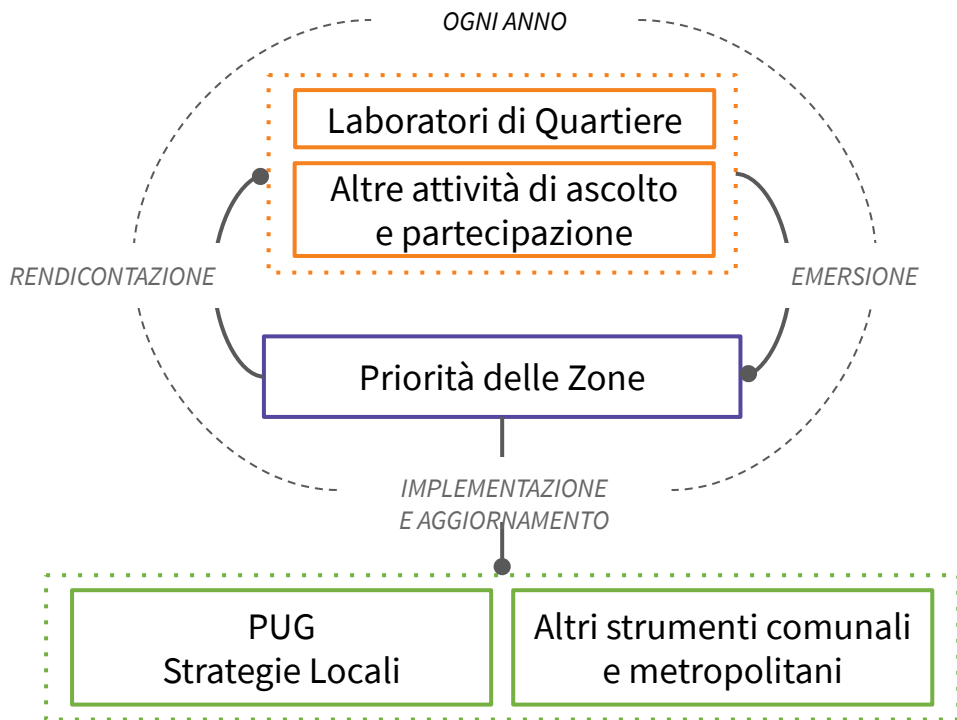 OGNI ANNO
Laboratori di Quartiere
Altre attività di ascolto
e partecipazione
RENDICONTAZIONE
EMERSIONE
Priorità delle Zone
IMPLEMENTAZIONE
E AGGIORNAMENTO
PUG
Strategie Locali
Altri strumenti comunali
e metropolitani